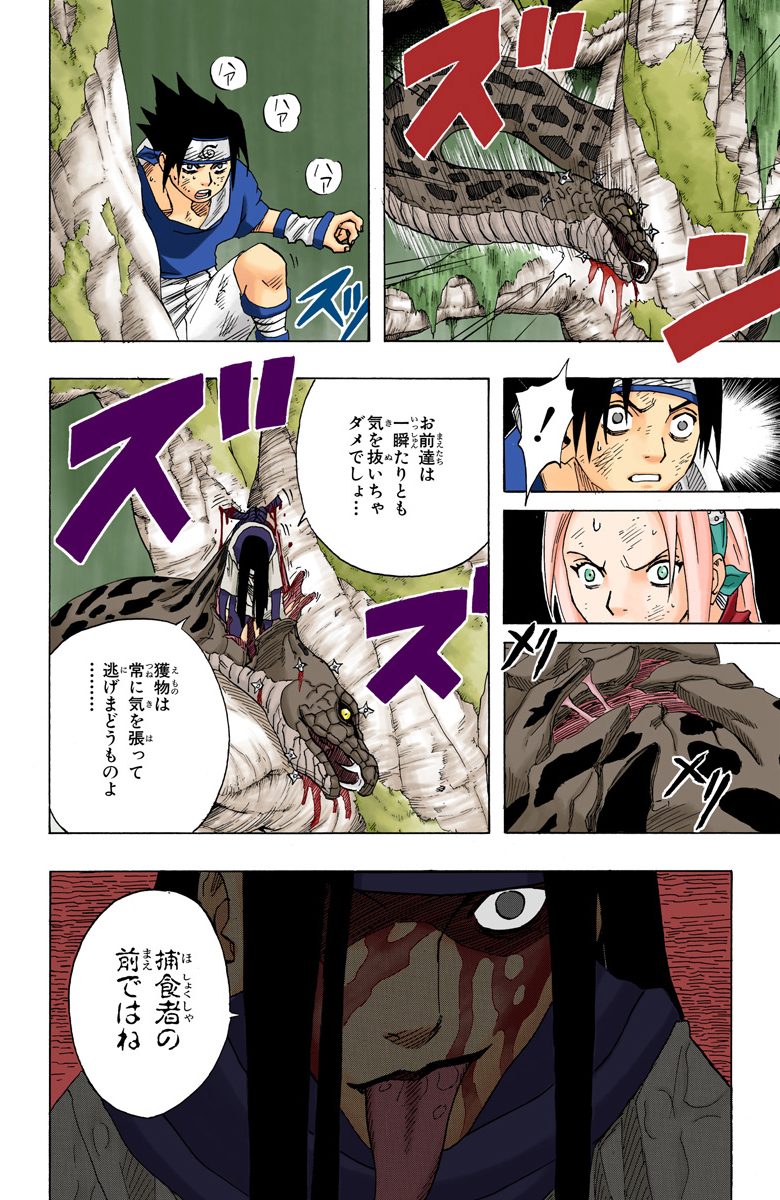 ズズン
ハァ
ハァ
ハァ
ズッ
！
メリ
メリ
お前達は
一瞬たりとも
気を抜いちゃ
ダメでしょ…
ズズ
獲物は
常に気を張って
逃げまどうものよ
………
捕食者の
前ではね